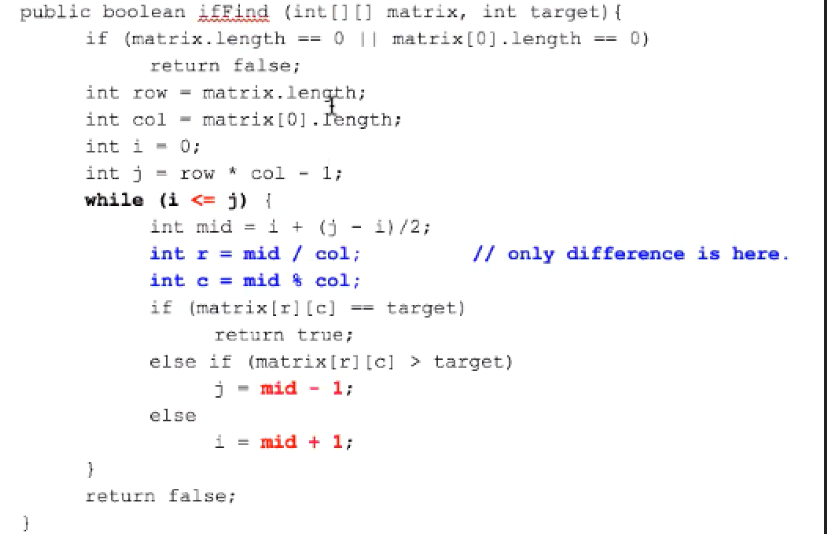 public boolean ifFind (int[][] matrix, int target){
if (matrix.length == 0 || matrix[0].length == 0)
return false;
int row = matrix.length;
int col = matrix[0].length;
int i = 0;
int j = row * col - 1;
while (i <= j) {
int mid = i + (j - i)/2;
int r = mid / col; // only difference is here.
int c = mid % col;
if (matrix[r][c] == target)
return true;
else if (matrix[r][c] > target)
j = mid - 1;
else
i = mid + 1;
}
return false;
}